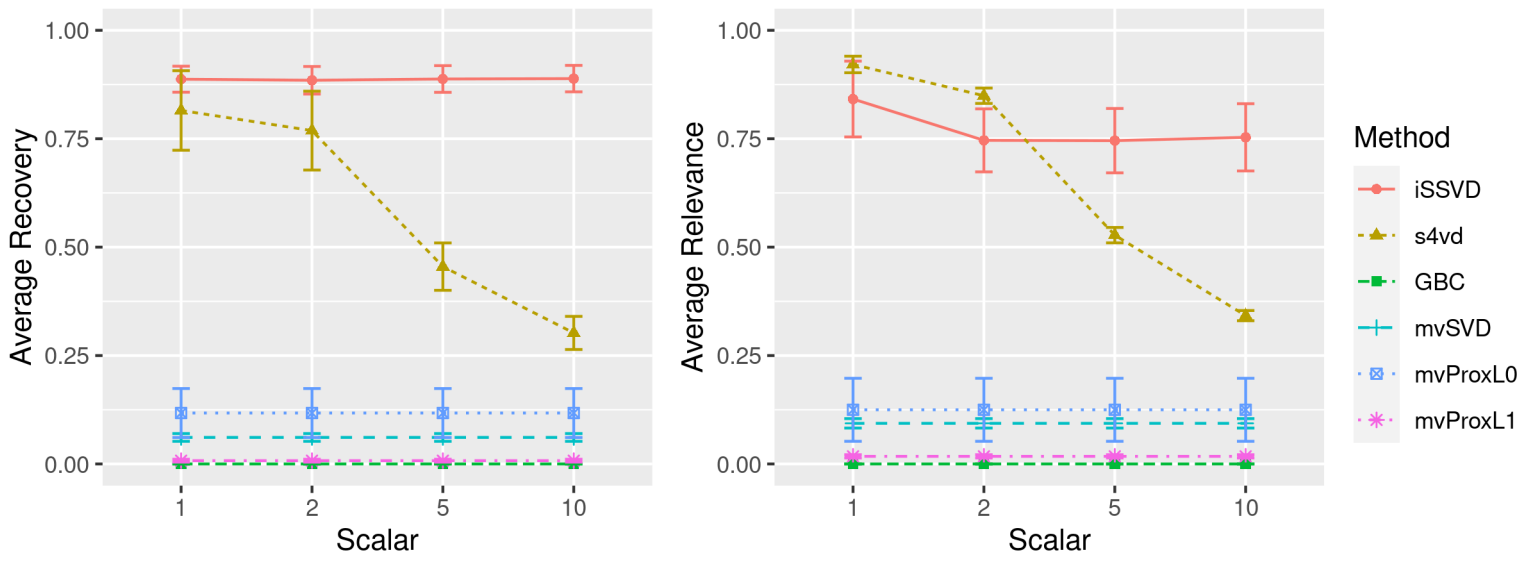 1.00
0.75
0.50
0.25
0.00
Average Recovery
1 2 5 10
Scalar
1.00
0.75
0.50
0.25
0.00
Average Relevance
1 2 5 10
Scalar
Method
iSSVD
s4vd
GBC
mvSVD
mvProxL0
mvProxL1